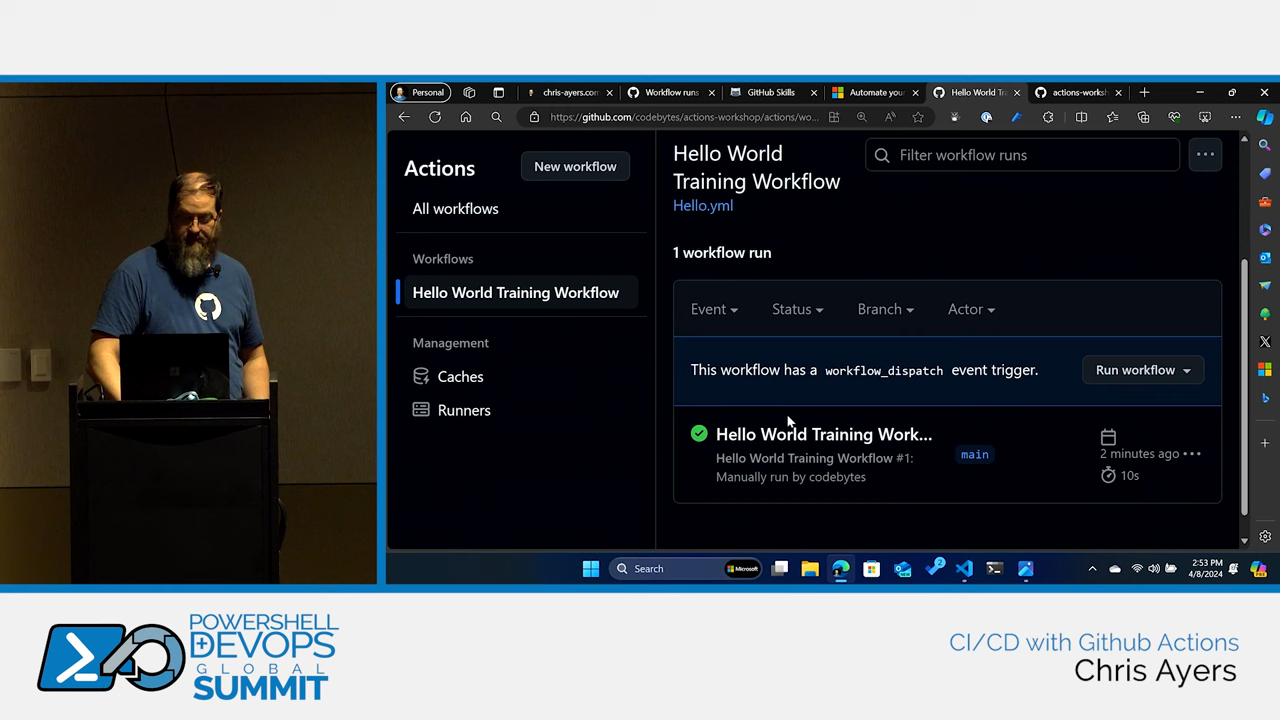 Personal
chris-ayers.com
Workflow runs
GitHub Skills
Automate your
Hello World Tra
actions-worksh
https://github.com/codebytes/actions-workshop/actions/wo...
Actions
New workflow
All workflows
Workflows
Hello World Training Workflow
Management
Caches
Runners
Hello World
Training Workflow
Hello.yml
Filter workflow runs
1 workflow run
Event
Status
Branch
Actor
This workflow has a workflow_dispatch event trigger.
Run workflow
Hello World Training Work...
Hello World Training Workflow #1:
Manually run by codebytes
main
2 minutes ago
10s
Search
Microsoft
2:53 PM
4/8/2024
POWERSHELL
DEVOPS
GLOBAL
SUMMIT
CI/CD with Github Actions
Chris Ayers